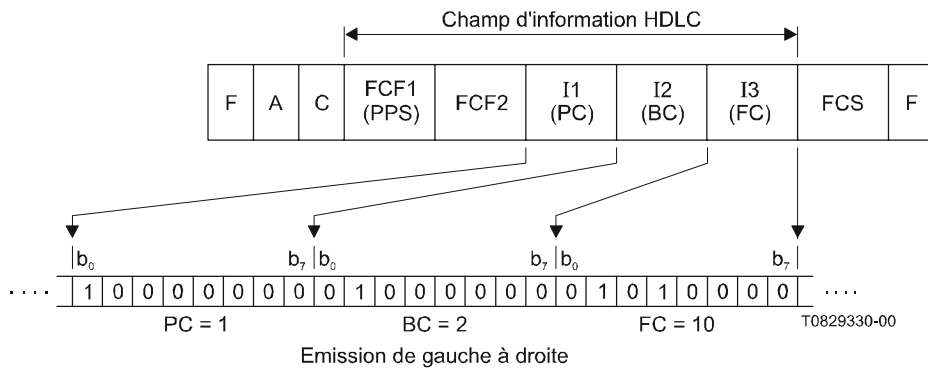 Champ d'information HDLC
F A C FCF1 (PPS) FCF2 I1 (PC) I2 (BC) I3 (FC) FCS F
b0 b7 b0 b7 b0 b7
1 0 0 0 0 0 0 0 0 1 0 0 0 0 0 0 0 1 0 1 0 0 0 0
PC = 1 BC = 2 FC = 10 T0829330-00
Emission de gauche à droite